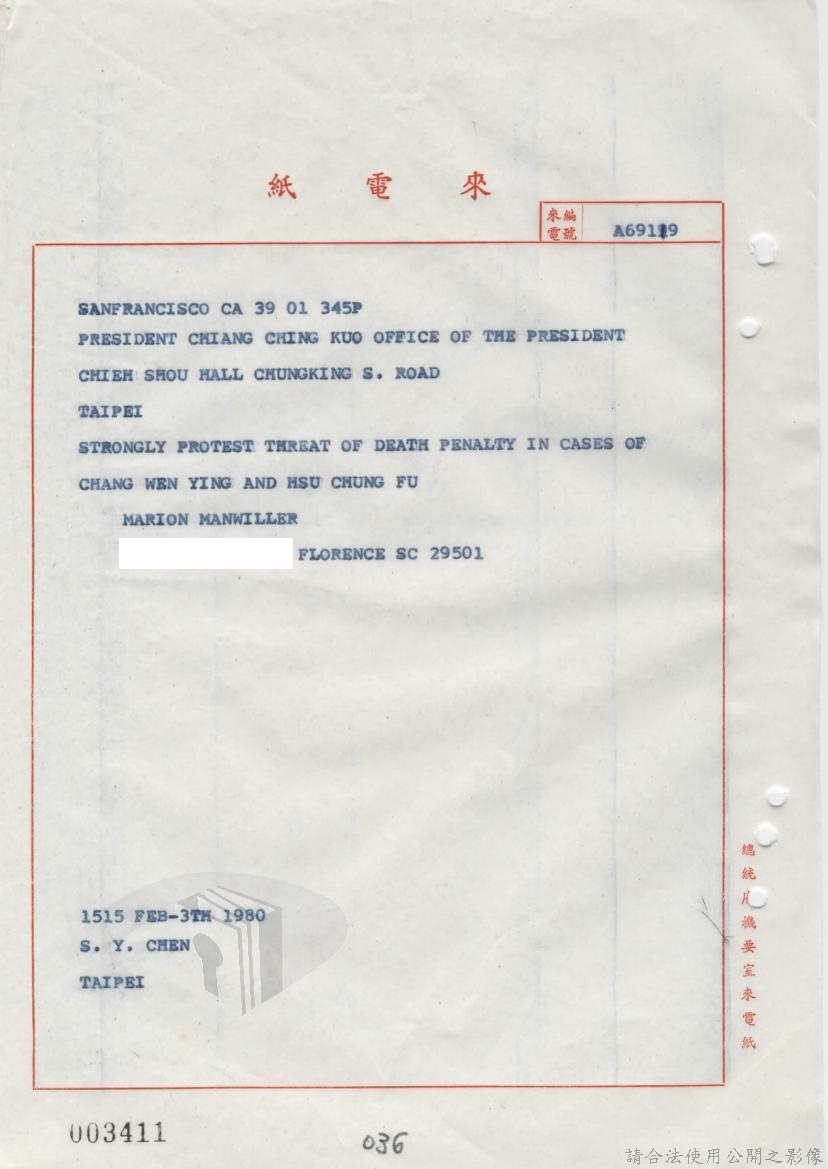 來電紙
來電編號 A69119
SANFRANCISCO CA 39 01 345P
PRESIDENT CHIANG CHING KUO OFFICE OF THE PRESIDENT
CHIEH SHOU HALL CHUNGKING S. ROAD
TAIPEI
STRONGLY PROTEST THREAT OF DEATH PENALTY IN CASES OF
CHANG WEN YING AND HSU CHUNG FU
MARION MANWILLER
FLORENCE SC 29501
1515 FEB-3TH 1980
S. Y. CHEN
TAIPEI
總統府機要室來電紙
003411
036
請合法使用公開之影像